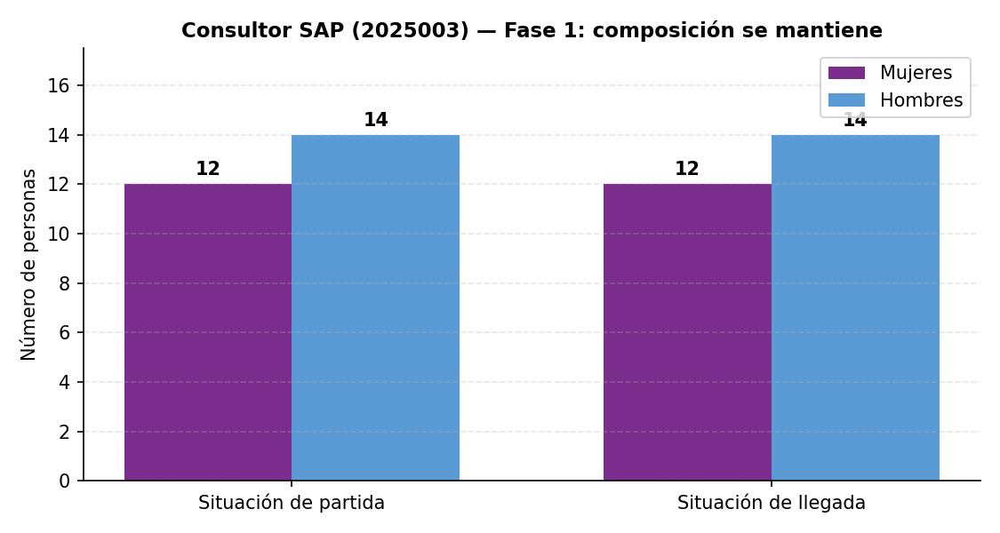 Consultor SAP (2025003) — Fase 1: composición se mantiene
Mujeres
Hombres
Número de personas
16
14
12
10
8
6
4
2
0
12
14
12
14
Situación de partida
Situación de llegada